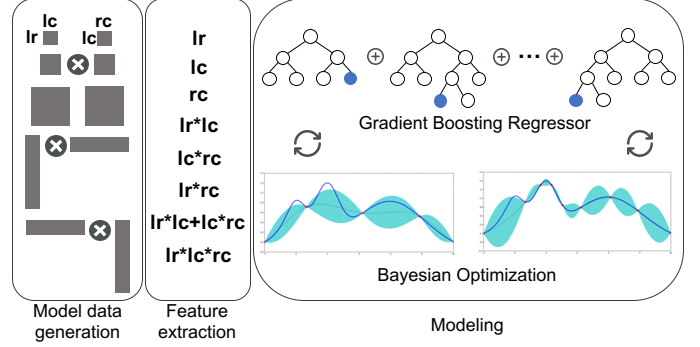 lc rc
lr lc
lr
lc
rc
lr*lc
lc*rc
lr*rc
lr*lc+lc*rc
lr*lc*rc
Gradient Boosting Regressor
Bayesian Optimization
Model data
generation
Feature
extraction
Modeling